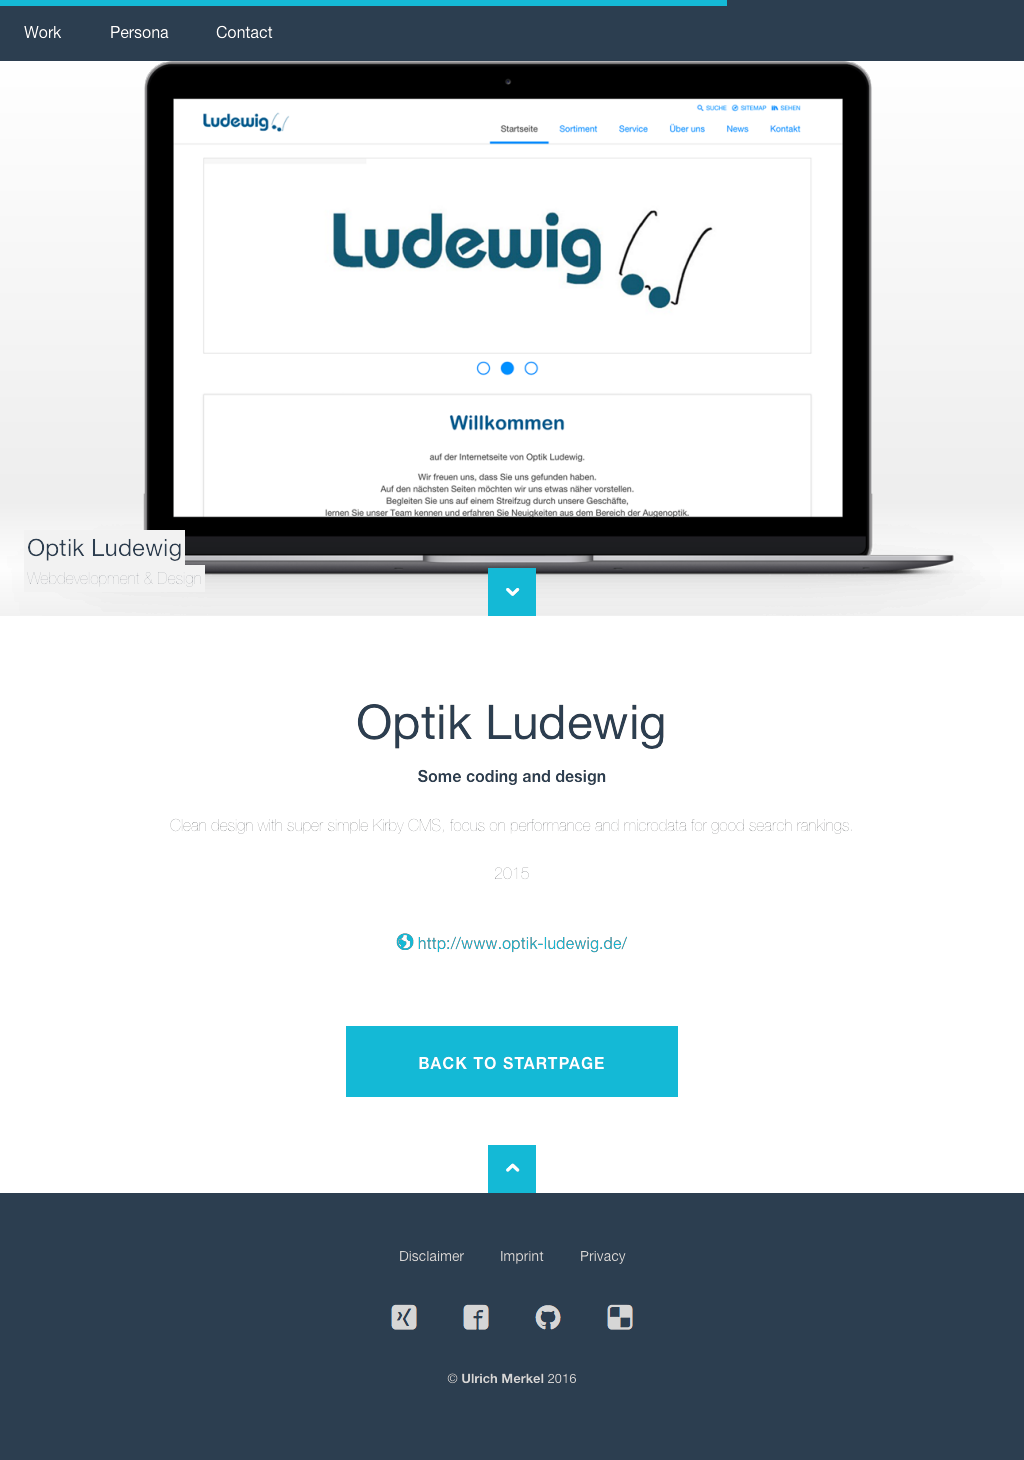 Work Persona Contact
Ludewig
SUCHE SITEMAP SEHEN
Startseite Sortiment Service Über uns News Kontakt
Ludewig
Willkommen
auf der Internetseite von Optik Ludewig.
Wir freuen uns, dass Sie uns gefunden haben.
Auf den nächsten Seiten möchten wir uns etwas näher vorstellen.
Begleiten Sie uns auf einem Streifzug durch unsere Geschäfte,
lernen Sie unser Team kennen und erfahren Sie Neuigkeiten aus dem Bereich der Augenoptik.
Optik Ludewig
Webdevelopment & Design
Optik Ludewig
Some coding and design
Clean design with super simple Kirby CMS, focus on performance and microdata for good search rankings.
2015
http://www.optik-ludewig.de/
BACK TO STARTPAGE
Disclaimer Imprint Privacy
© Ulrich Merkel 2016